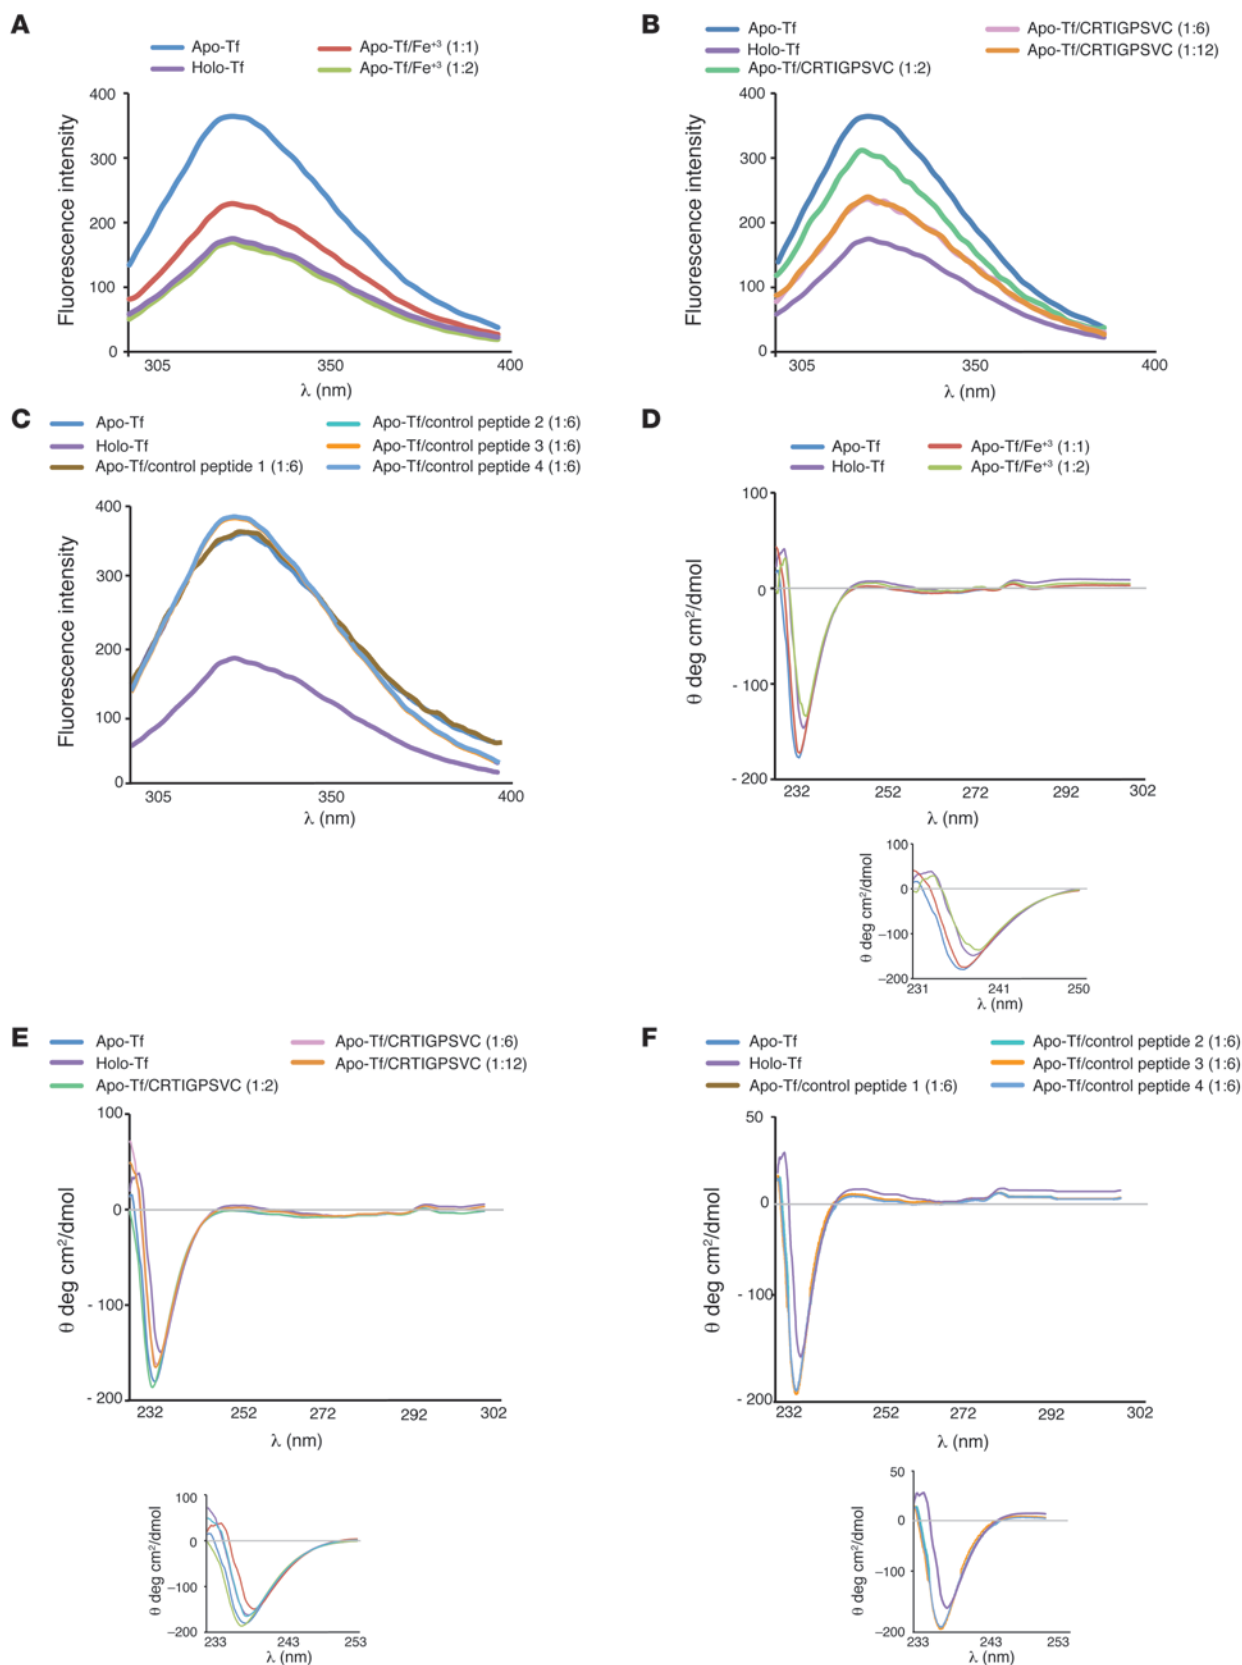 A
Apo-Tf
Holo-Tf
Apo-Tf/Fe⁺³ (1:1)
Apo-Tf/Fe⁺³ (1:2)
Fluorescence intensity
400
300
200
100
0
305 350 400
λ (nm)
B
Apo-Tf
Holo-Tf
Apo-Tf/CRTIGPSVC (1:2)
Apo-Tf/CRTIGPSVC (1:6)
Apo-Tf/CRTIGPSVC (1:12)
Fluorescence intensity
400
300
200
100
0
305 350 400
λ (nm)
C
Apo-Tf
Holo-Tf
Apo-Tf/control peptide 1 (1:6)
Apo-Tf/control peptide 2 (1:6)
Apo-Tf/control peptide 3 (1:6)
Apo-Tf/control peptide 4 (1:6)
Fluorescence intensity
400
300
200
100
0
305 350 400
λ (nm)
D
Apo-Tf
Holo-Tf
Apo-Tf/Fe⁺³ (1:1)
Apo-Tf/Fe⁺³ (1:2)
θ deg cm²/dmol
100
0
- 100
- 200
232 252 272 292 302
λ (nm)
θ deg cm²/dmol
100
0
–100
–200
231 241 250
λ (nm)
E
Apo-Tf
Holo-Tf
Apo-Tf/CRTIGPSVC (1:2)
Apo-Tf/CRTIGPSVC (1:6)
Apo-Tf/CRTIGPSVC (1:12)
θ deg cm²/dmol
100
0
- 100
- 200
232 252 272 292 302
λ (nm)
θ deg cm²/dmol
100
0
–100
–200
233 243 253
λ (nm)
F
Apo-Tf
Holo-Tf
Apo-Tf/control peptide 1 (1:6)
Apo-Tf/control peptide 2 (1:6)
Apo-Tf/control peptide 3 (1:6)
Apo-Tf/control peptide 4 (1:6)
θ deg cm²/dmol
50
0
- 100
- 200
232 252 272 292 302
λ (nm)
θ deg cm²/dmol
50
0
–100
–200
233 243 253
λ (nm)